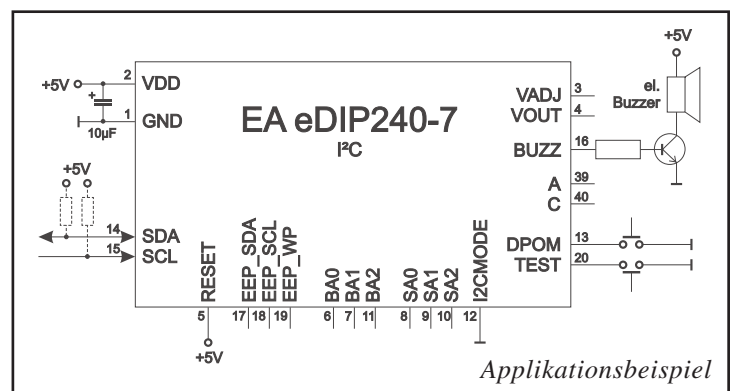 +5V
+5V
2
VDD
+
10µF
1
GND
+5V
14
SDA
15
SCL
EA eDIP240-7
I²C
VADJ
3
VOUT
4
el.
Buzzer
BUZZ
16
A
39
C
40
DPOM
13
TEST
20
RESET
EEP_SDA
EEP_SCL
EEP_WP
BA0
BA1
BA2
SA0
SA1
SA2
I2CMODE
5
17
18
19
6
7
11
8
9
10
12
+5V
Applikationsbeispiel